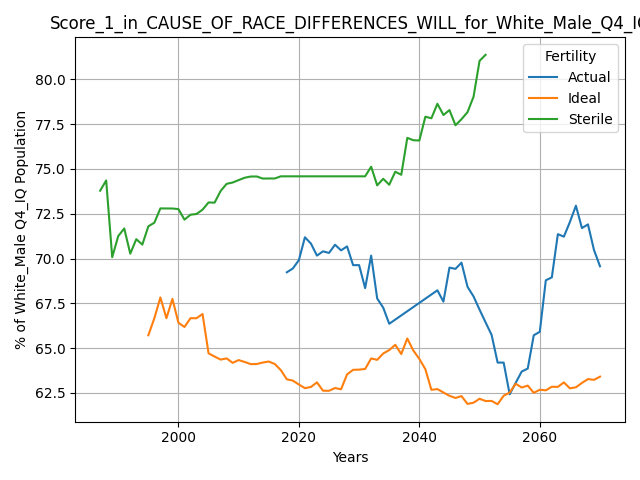 Score_1_in_CAUSE_OF_RACE_DIFFERENCES_WILL_for_White_Male_Q4_IQ
Fertility
Actual
Ideal
Sterile
% of White_Male Q4_IQ Population
80.0
77.5
75.0
72.5
70.0
67.5
65.0
62.5
2000
2020
2040
2060
Years